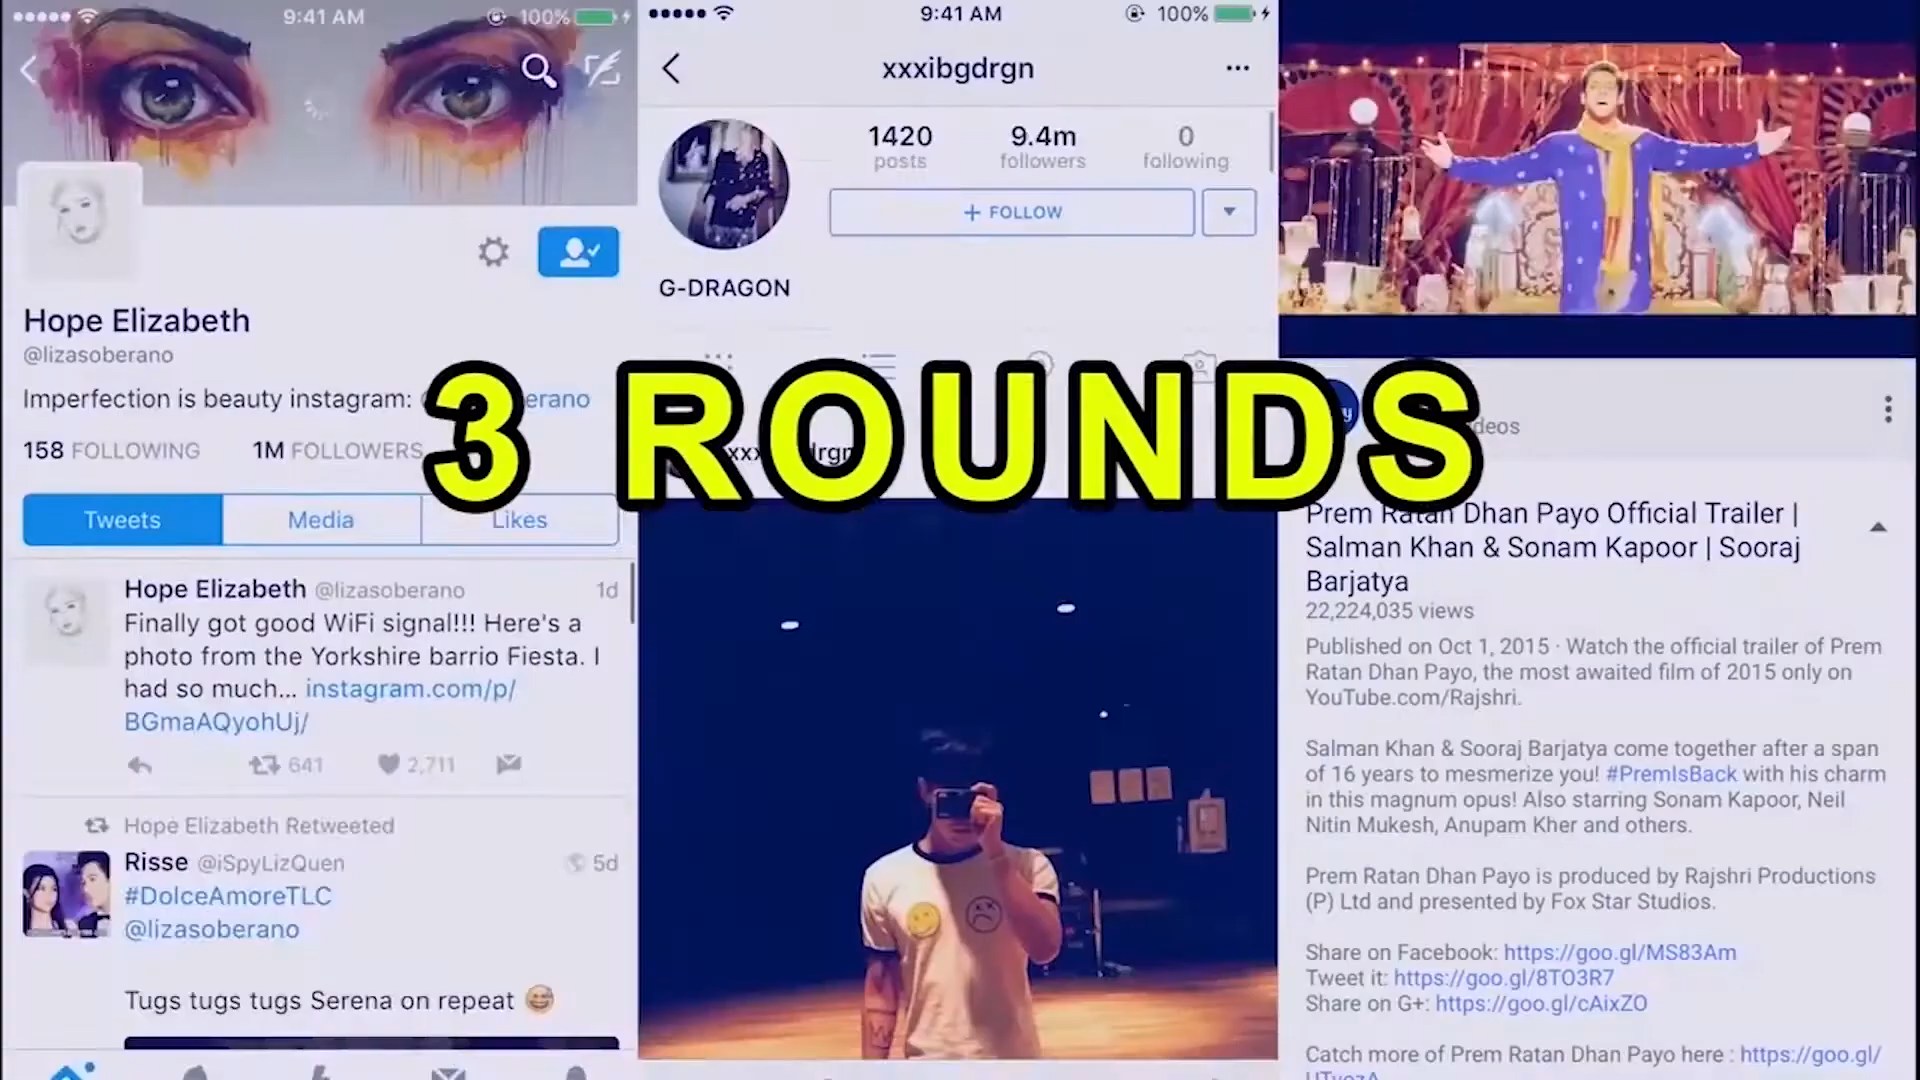 9:41 AM
100%
Hope Elizabeth
@lizasoberano
Imperfection is beauty instagram:
erano
158 FOLLOWING 1M FOLLOWERS
Tweets Media Likes
Hope Elizabeth @lizasoberano 1d
Finally got good WiFi signal!!! Here's a
photo from the Yorkshire barrio Fiesta. I
had so much... instagram.com/p/
BGmaAQyohUj/
641 2,711
Hope Elizabeth Retweeted
Risse @iSpyLizQuen 5d
#DolceAmoreTLC
@lizasoberano
Tugs tugs tugs Serena on repeat 😅
9:41 AM
100%
xxxibgdrgn
1420 9.4m 0
posts followers following
+ FOLLOW
G-DRAGON
3 ROUNDS
Prem Ratan Dhan Payo Official Trailer |
Salman Khan & Sonam Kapoor | Sooraj
Barjatya
22,224,035 views
Published on Oct 1, 2015 · Watch the official trailer of Prem
Ratan Dhan Payo, the most awaited film of 2015 only on
YouTube.com/Rajshri.
Salman Khan & Sooraj Barjatya come together after a span
of 16 years to mesmerize you! #PremIsBack with his charm
in this magnum opus! Also starring Sonam Kapoor, Neil
Nitin Mukesh, Anupam Kher and others.
Prem Ratan Dhan Payo is produced by Rajshri Productions
(P) Ltd and presented by Fox Star Studios.
Share on Facebook: https://goo.gl/MS83Am
Tweet it: https://goo.gl/8TO3R7
Share on G+: https://goo.gl/cAixZO
Catch more of Prem Ratan Dhan Payo here : https://goo.gl/